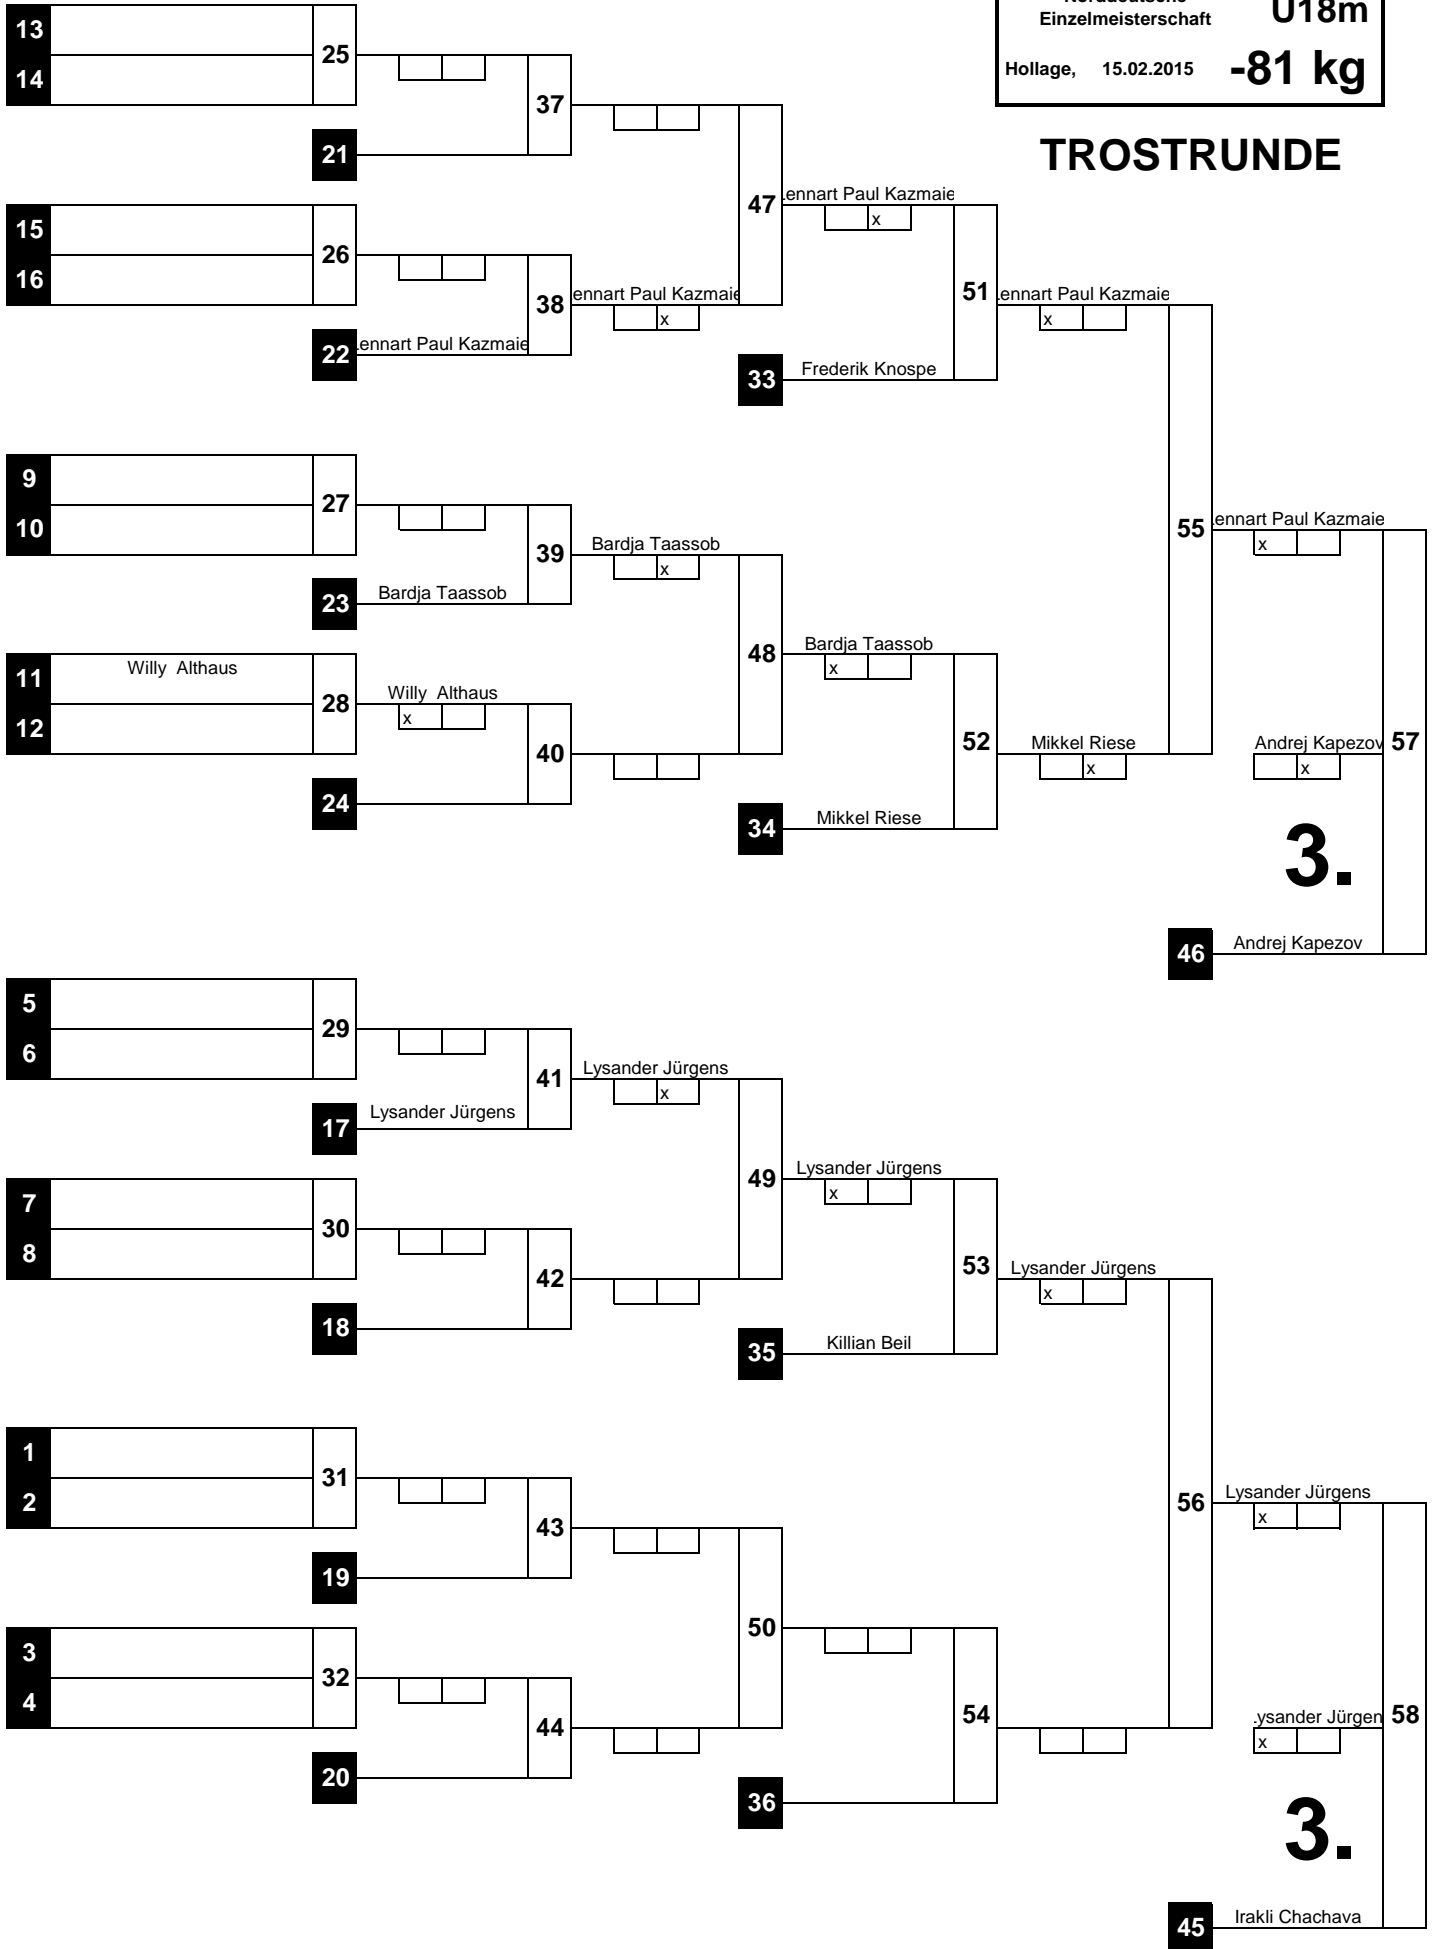 Norddeutsche
Einzelmeisterschaft
U18m
Hollage, 15.02.2015
-81 kg
TROSTRUNDE
13
14
25
37
21
47
ennart Paul Kazmaie
x
15
16
26
38
ennart Paul Kazmaie
x
22
ennart Paul Kazmaie
51
ennart Paul Kazmaie
x
33
Frederik Knospe
9
10
27
39
Bardja Taassob
x
23
Bardja Taassob
55
ennart Paul Kazmaie
x
11
12
Willy Althaus
28
Willy Althaus
x
40
24
48
Bardja Taassob
x
52
Mikkel Riese
x
34
Mikkel Riese
Andrej Kapezov
x
57
3.
46
Andrej Kapezov
5
6
29
41
Lysander Jürgens
x
17
Lysander Jürgens
7
8
30
42
18
49
Lysander Jürgens
x
53
Lysander Jürgens
x
35
Killian Beil
1
2
31
43
19
56
Lysander Jürgens
x
3
4
32
44
20
50
54
36
ysander Jürgen
x
58
3.
45
Irakli Chachava